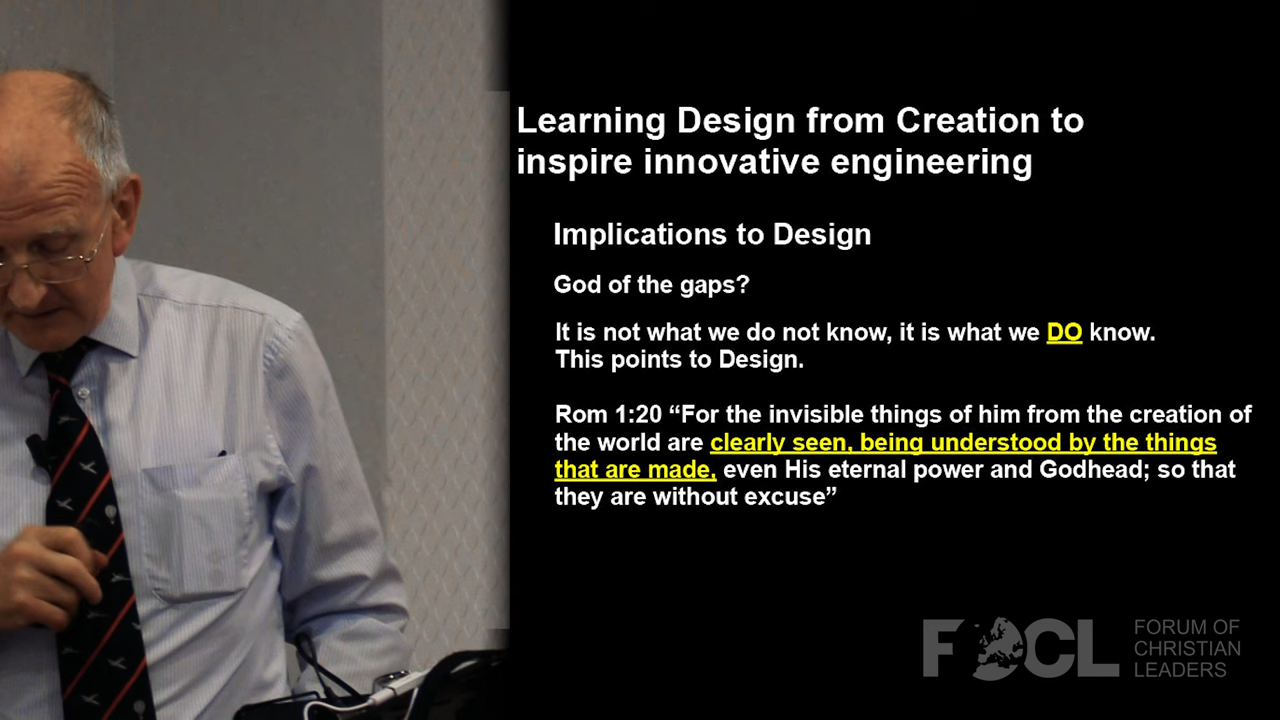 Learning Design from Creation to
inspire innovative engineering
Implications to Design
God of the gaps?
It is not what we do not know, it is what we DO know.
This points to Design.
Rom 1:20 “For the invisible things of him from the creation of
the world are clearly seen, being understood by the things
that are made, even His eternal power and Godhead; so that
they are without excuse”
FOCL
FORUM OF
CHRISTIAN
LEADERS